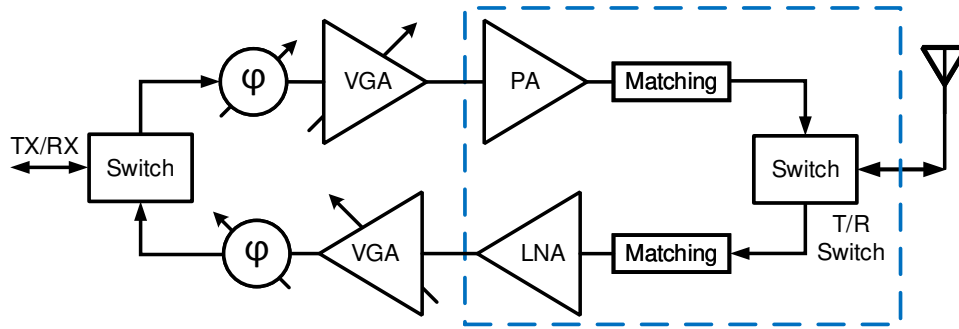 φ
VGA
PA
Matching
TX/RX
Switch
Switch
T/R
Switch
φ
VGA
LNA
Matching